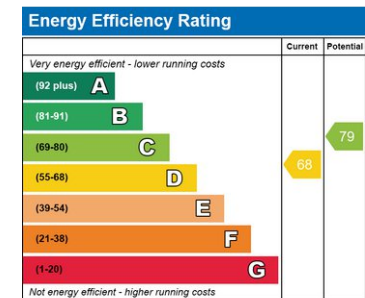 Energy Efficiency Rating
Current Potential
Very energy efficient - lower running costs
(92 plus) A
(81-91) B
(69-80) C
79
(55-68) D
68
(39-54) E
(21-38) F
(1-20) G
Not energy efficient - higher running costs